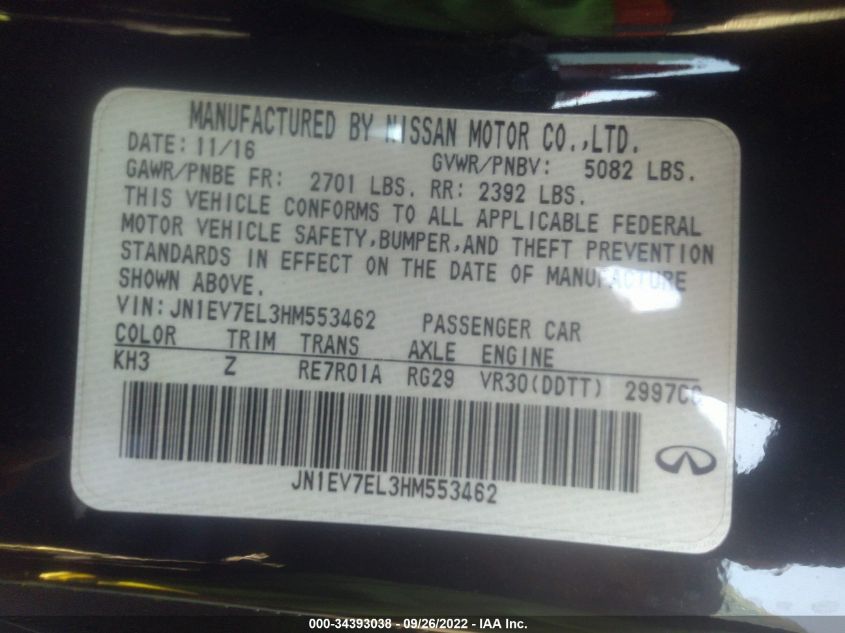 MANUFACTURED BY NISSAN MOTOR CO.,LTD.
DATE: 11/16 GVWR/PNBV: 5082 LBS.
GAWR/PNBE FR: 2701 LBS. RR: 2392 LBS.
THIS VEHICLE CONFORMS TO ALL APPLICABLE FEDERAL
MOTOR VEHICLE SAFETY,BUMPER,AND THEFT PREVENTION
STANDARDS IN EFFECT ON THE DATE OF MANUFACTURE
SHOWN ABOVE.
VIN:JN1EV7EL3HM553462 PASSENGER CAR
COLOR TRIM TRANS AXLE ENGINE
KH3 Z RE7R01A RG29 VR30(DDTT) 2997CC
JN1EV7EL3HM553462
000-34393038 - 09/26/2022 - IAA Inc.